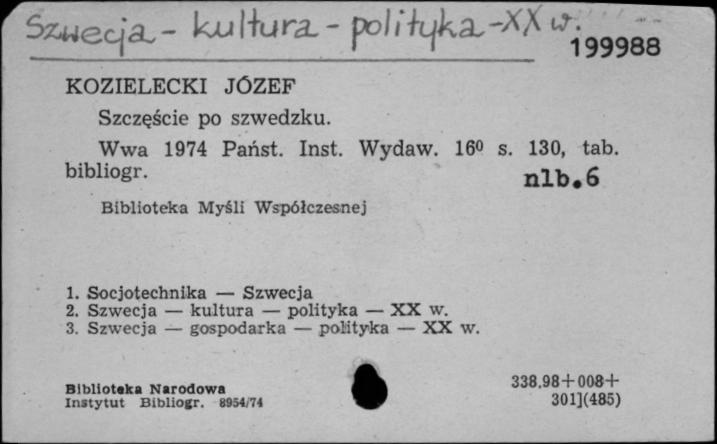 Szwecja - kultura - polityka - XX w.
199988
KOZIELECKI JÓZEF
Szczęście po szwedzku.
Wwa 1974 Państ. Inst. Wydaw. 16⁰ s. 130, tab.
bibliogr.
nlb.6
Biblioteka Myśli Współczesnej
1. Socjotechnika — Szwecja
2. Szwecja — kultura — polityka — XX w.
3. Szwecja — gospodarka — polityka — XX w.
Biblioteka Narodowa
Instytut Bibliogr. 8954/74
338.98+008+
301](485)